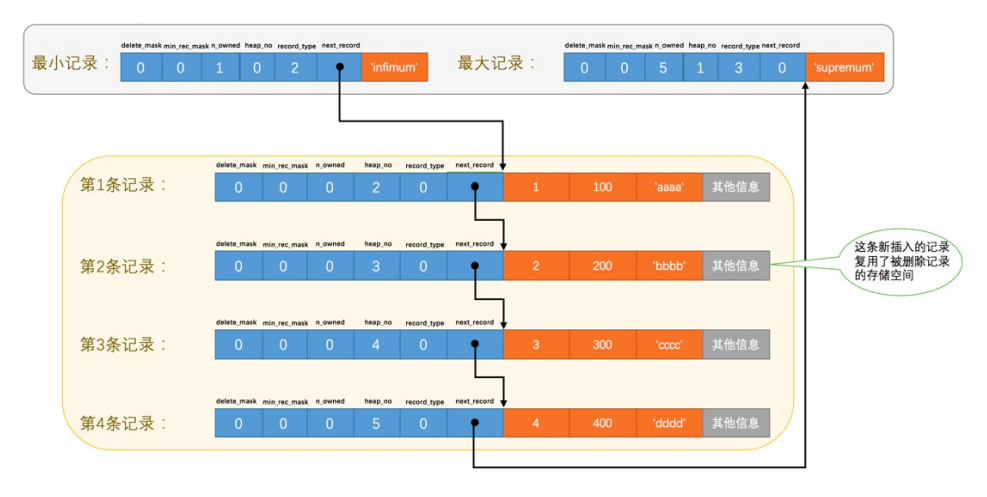 delete_mask min_rec_mask n_owned heap_no record_type next_record
最小记录： 0 0 1 0 2 'infimum'
delete_mask min_rec_mask n_owned heap_no record_type next_record
最大记录： 0 0 5 1 3 0 'supremum'
delete_mask min_rec_mask n_owned heap_no record_type next_record
第1条记录： 0 0 0 2 0 1 100 'aaaa' 其他信息
delete_mask min_rec_mask n_owned heap_no record_type next_record
第2条记录： 0 0 0 3 0 2 200 'bbbb' 其他信息
这条新插入的记录
复用了被删除记录
的存储空间
delete_mask min_rec_mask n_owned heap_no record_type next_record
第3条记录： 0 0 0 4 0 3 300 'cccc' 其他信息
delete_mask min_rec_mask n_owned heap_no record_type next_record
第4条记录： 0 0 0 5 0 4 400 'dddd' 其他信息